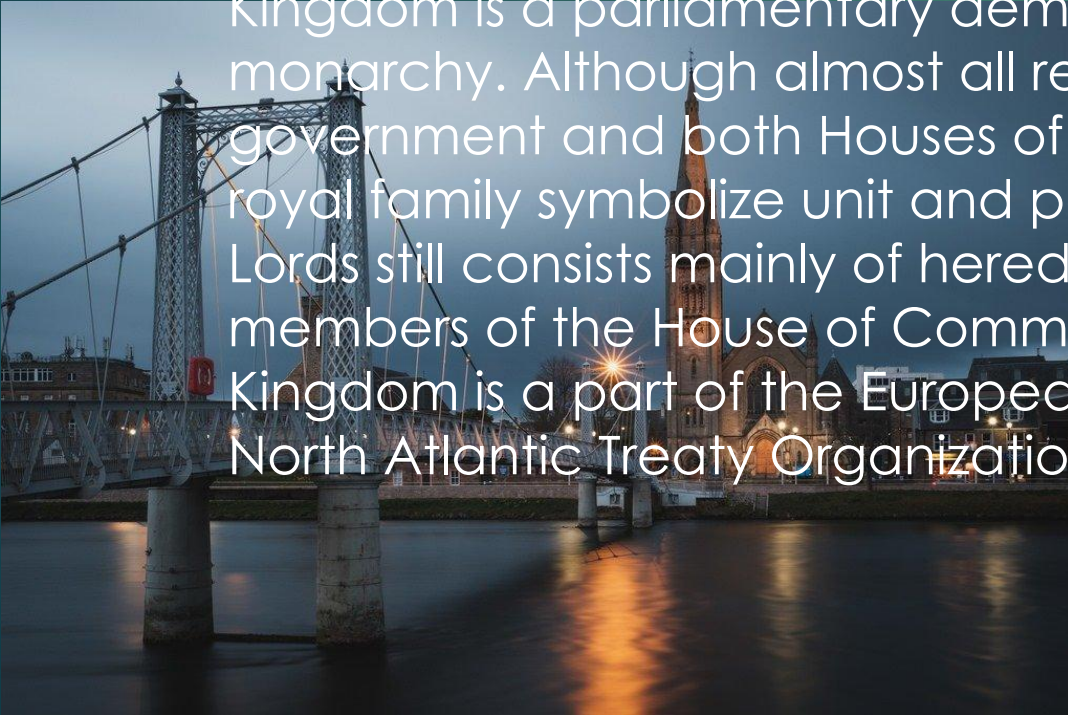 Kingdom is a parliamentary dem
monarchy. Although almost all re
government and both Houses of
royal family symbolize unit and p
Lords still consists mainly of hered
members of the House of Comm
Kingdom is a part of the Europea
North Atlantic Treaty Organizatio